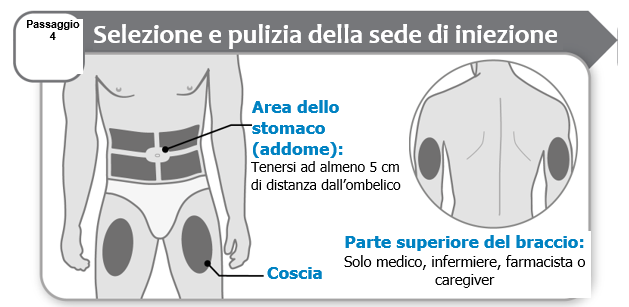 Passaggio
4
Selezione e pulizia della sede di iniezione
Area dello
stomaco
(addome):
Tenersi ad almeno 5 cm
di distanza dall'ombelico
Coscia
Parte superiore del braccio:
Solo medico, infermiere, farmacista o
caregiver